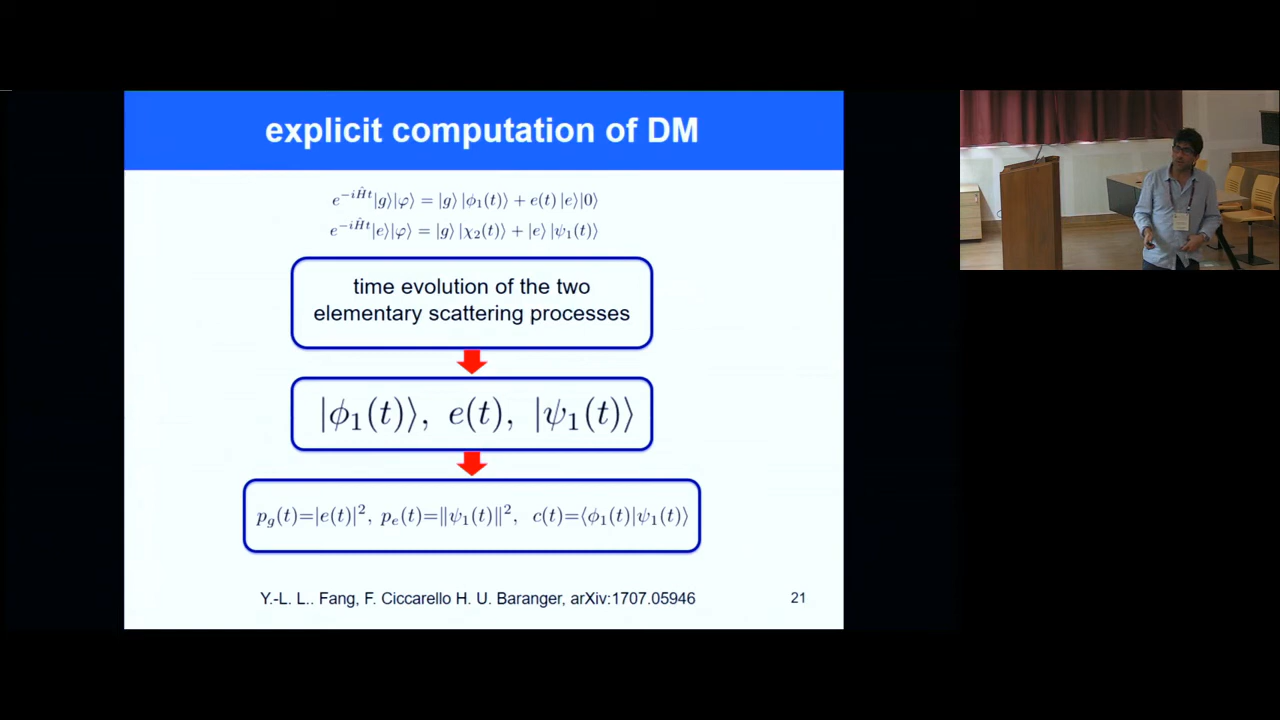 explicit computation of DM
e^{-iĤt}|g⟩|φ⟩ = |g⟩|ϕ₁(t)⟩ + e(t)|e⟩|0⟩
e^{-iĤt}|e⟩|φ⟩ = |g⟩|χ₂(t)⟩ + |e⟩|ψ₁(t)⟩
time evolution of the two
elementary scattering processes
|ϕ₁(t)⟩, e(t), |ψ₁(t)⟩
p_g(t)=|e(t)|², p_e(t)=‖ψ₁(t)‖², c(t)=⟨ϕ₁(t)|ψ₁(t)⟩
Y.-L. L.. Fang, F. Ciccarello H. U. Baranger, arXiv:1707.05946
21